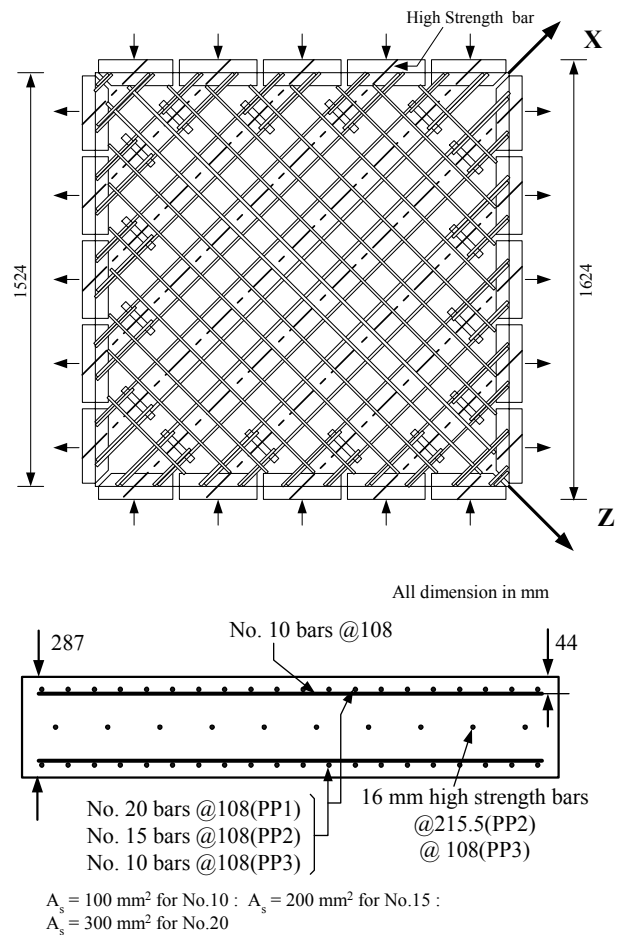 High Strength bar
X
1524
1624
Z
All dimension in mm
No. 10 bars @108
287
44
No. 20 bars @108(PP1)
No. 15 bars @108(PP2)
No. 10 bars @108(PP3)
16 mm high strength bars
@215.5(PP2)
@ 108(PP3)
Aₛ = 100 mm² for No.10 : Aₛ = 200 mm² for No.15 :
Aₛ = 300 mm² for No.20